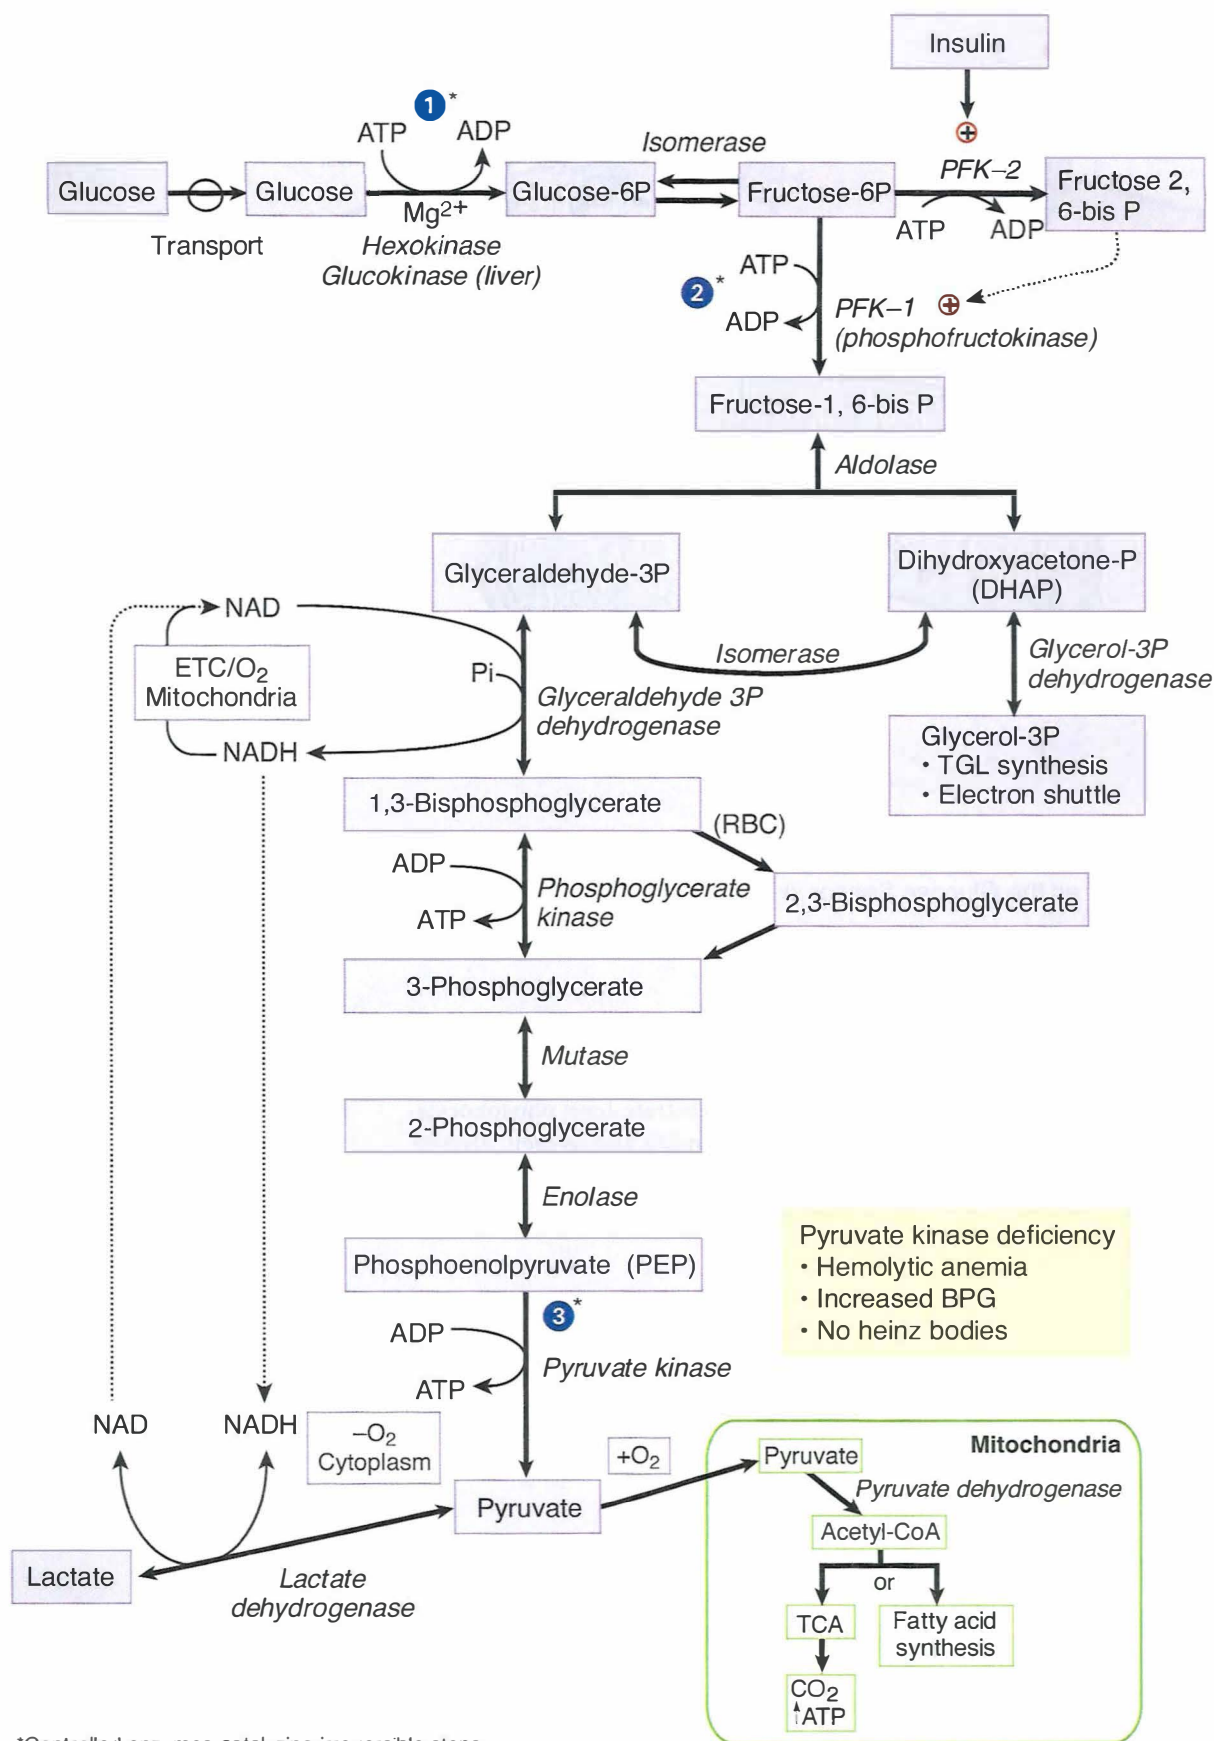 Insulin
1*
ATP
ADP
Isomerase
PFK–2
Glucose
Glucose
Glucose-6P
Fructose-6P
Fructose 2,
6-bis P
Transport
Mg2+
Hexokinase
Glucokinase (liver)
ATP
ADP
2*
ATP
ADP
PFK–1
(phosphofructokinase)
Fructose-1, 6-bis P
Aldolase
Glyceraldehyde-3P
Dihydroxyacetone-P
(DHAP)
NAD
ETC/O2
Mitochondria
NADH
Pi
Glyceraldehyde 3P
dehydrogenase
Isomerase
Glycerol-3P
dehydrogenase
Glycerol-3P
• TGL synthesis
• Electron shuttle
1,3-Bisphosphoglycerate
(RBC)
ADP
ATP
Phosphoglycerate
kinase
2,3-Bisphosphoglycerate
3-Phosphoglycerate
Mutase
2-Phosphoglycerate
Enolase
Phosphoenolpyruvate (PEP)
3*
ADP
ATP
Pyruvate kinase
Pyruvate kinase deficiency
• Hemolytic anemia
• Increased BPG
• No heinz bodies
NAD
NADH
–O2
Cytoplasm
Pyruvate
+O2
Lactate
Lactate
dehydrogenase
Mitochondria
Pyruvate
Pyruvate dehydrogenase
Acetyl-CoA
or
TCA
Fatty acid
synthesis
CO2
ATP